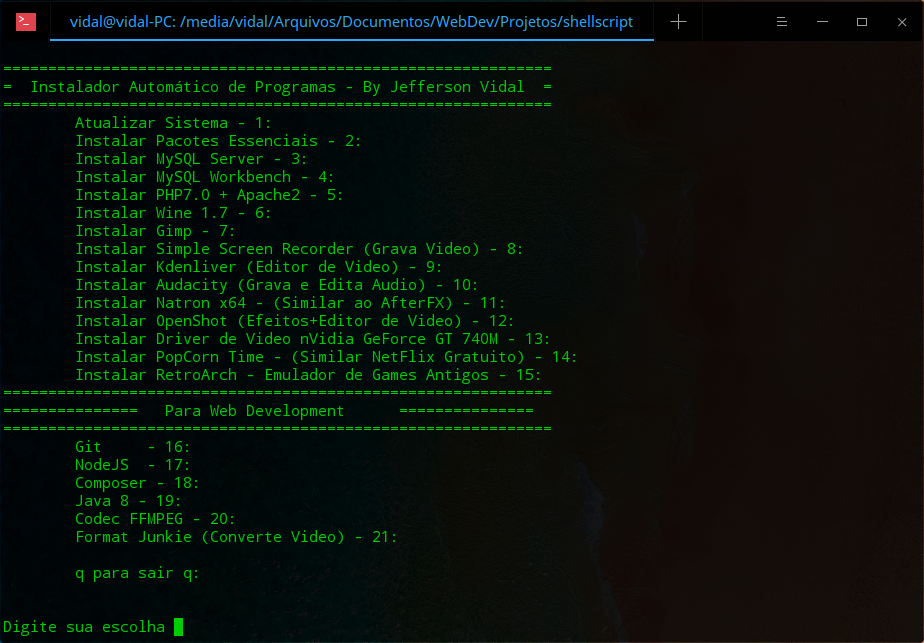 vidal@vidal-PC: /media/vidal/Arquivos/Documentos/WebDev/Projetos/shellscript
=============================================================
=  Instalador Automático de Programas - By Jefferson Vidal  =
=============================================================
Atualizar Sistema - 1:
Instalar Pacotes Essenciais - 2:
Instalar MySQL Server - 3:
Instalar MySQL Workbench - 4:
Instalar PHP7.0 + Apache2 - 5:
Instalar Wine 1.7 - 6:
Instalar Gimp - 7:
Instalar Simple Screen Recorder (Grava Video) - 8:
Instalar Kdenliver (Editor de Video) - 9:
Instalar Audacity (Grava e Edita Audio) - 10:
Instalar Natron x64 - (Similar ao AfterFX) - 11:
Instalar OpenShot (Efeitos+Editor de Video) - 12:
Instalar Driver de Video nVidia GeForce GT 740M - 13:
Instalar PopCorn Time - (Similar NetFlix Gratuito) - 14:
Instalar RetroArch - Emulador de Games Antigos - 15:
=============================================================
===============   Para Web Development      ===============
=============================================================
Git     - 16:
NodeJS  - 17:
Composer - 18:
Java 8 - 19:
Codec FFMPEG - 20:
Format Junkie (Converte Video) - 21:
q para sair q:
Digite sua escolha